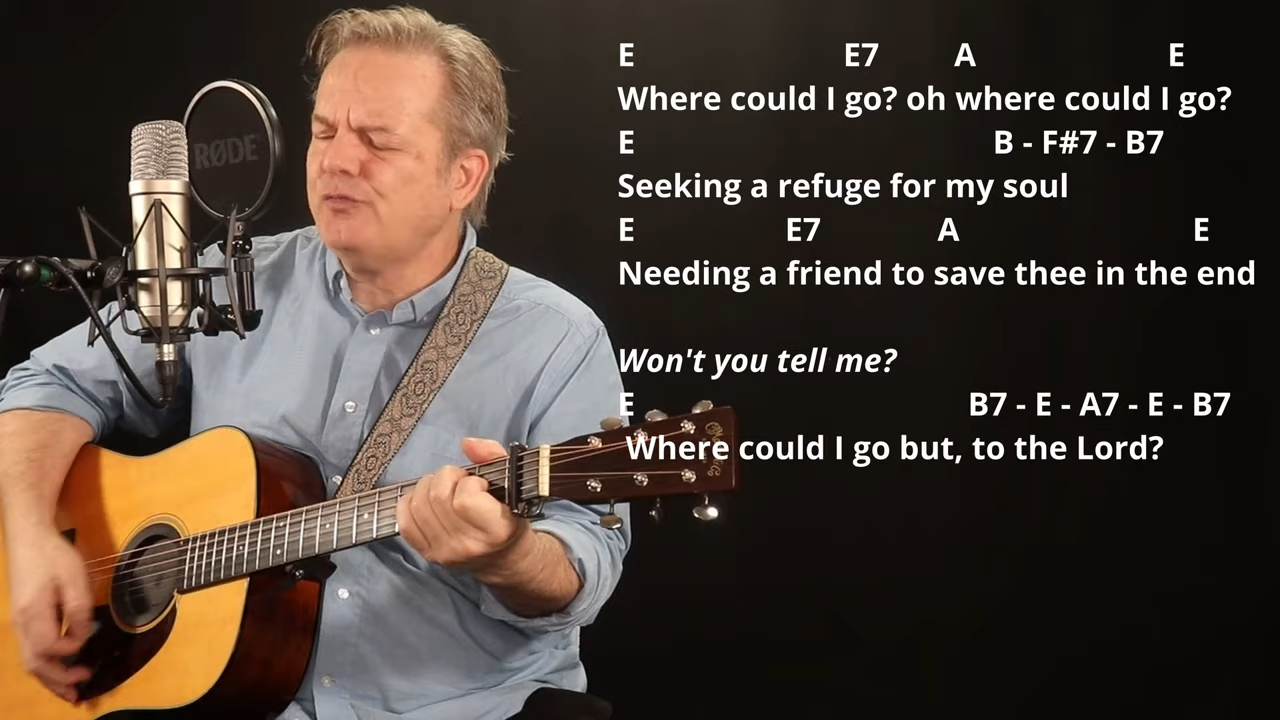 RØDE
E E7 A E
Where could I go? oh where could I go?
E B - F#7 - B7
Seeking a refuge for my soul
E E7 A E
Needing a friend to save thee in the end
Won't you tell me?
E B7 - E - A7 - E - B7
Where could I go but, to the Lord?